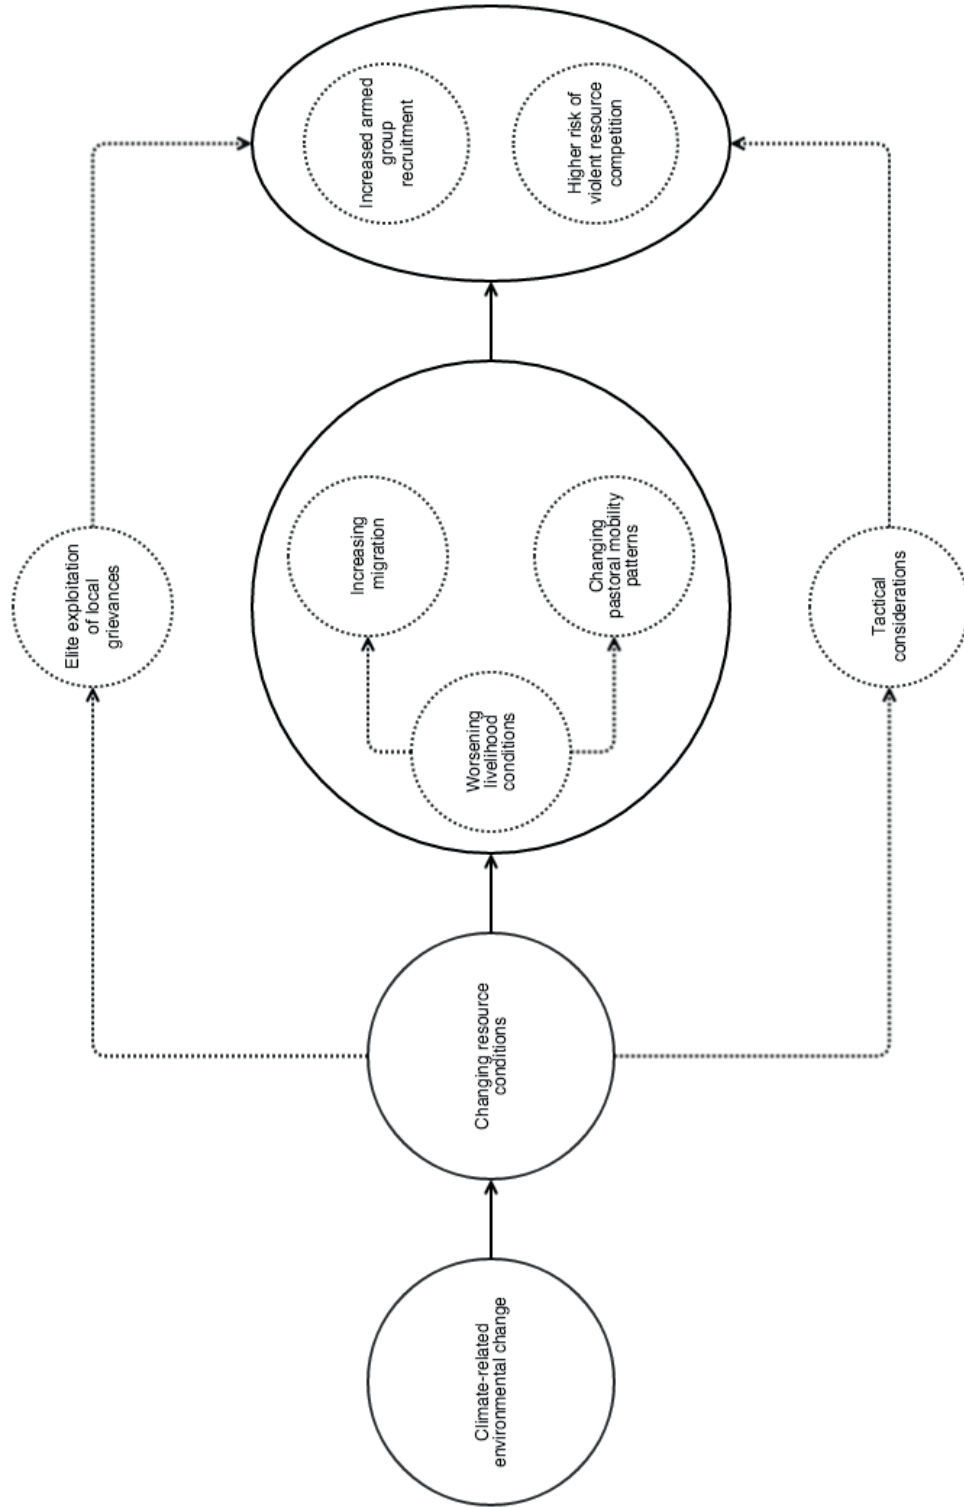 Climate-related
environmental change
Changing resource
conditions
Elite exploitation
of local
grievances
Worsening
livelihood
conditions
Increasing
migration
Changing
pastoral mobility
patterns
Tactical
considerations
Increased armed
group
recruitment
Higher risk of
violent resource
competition